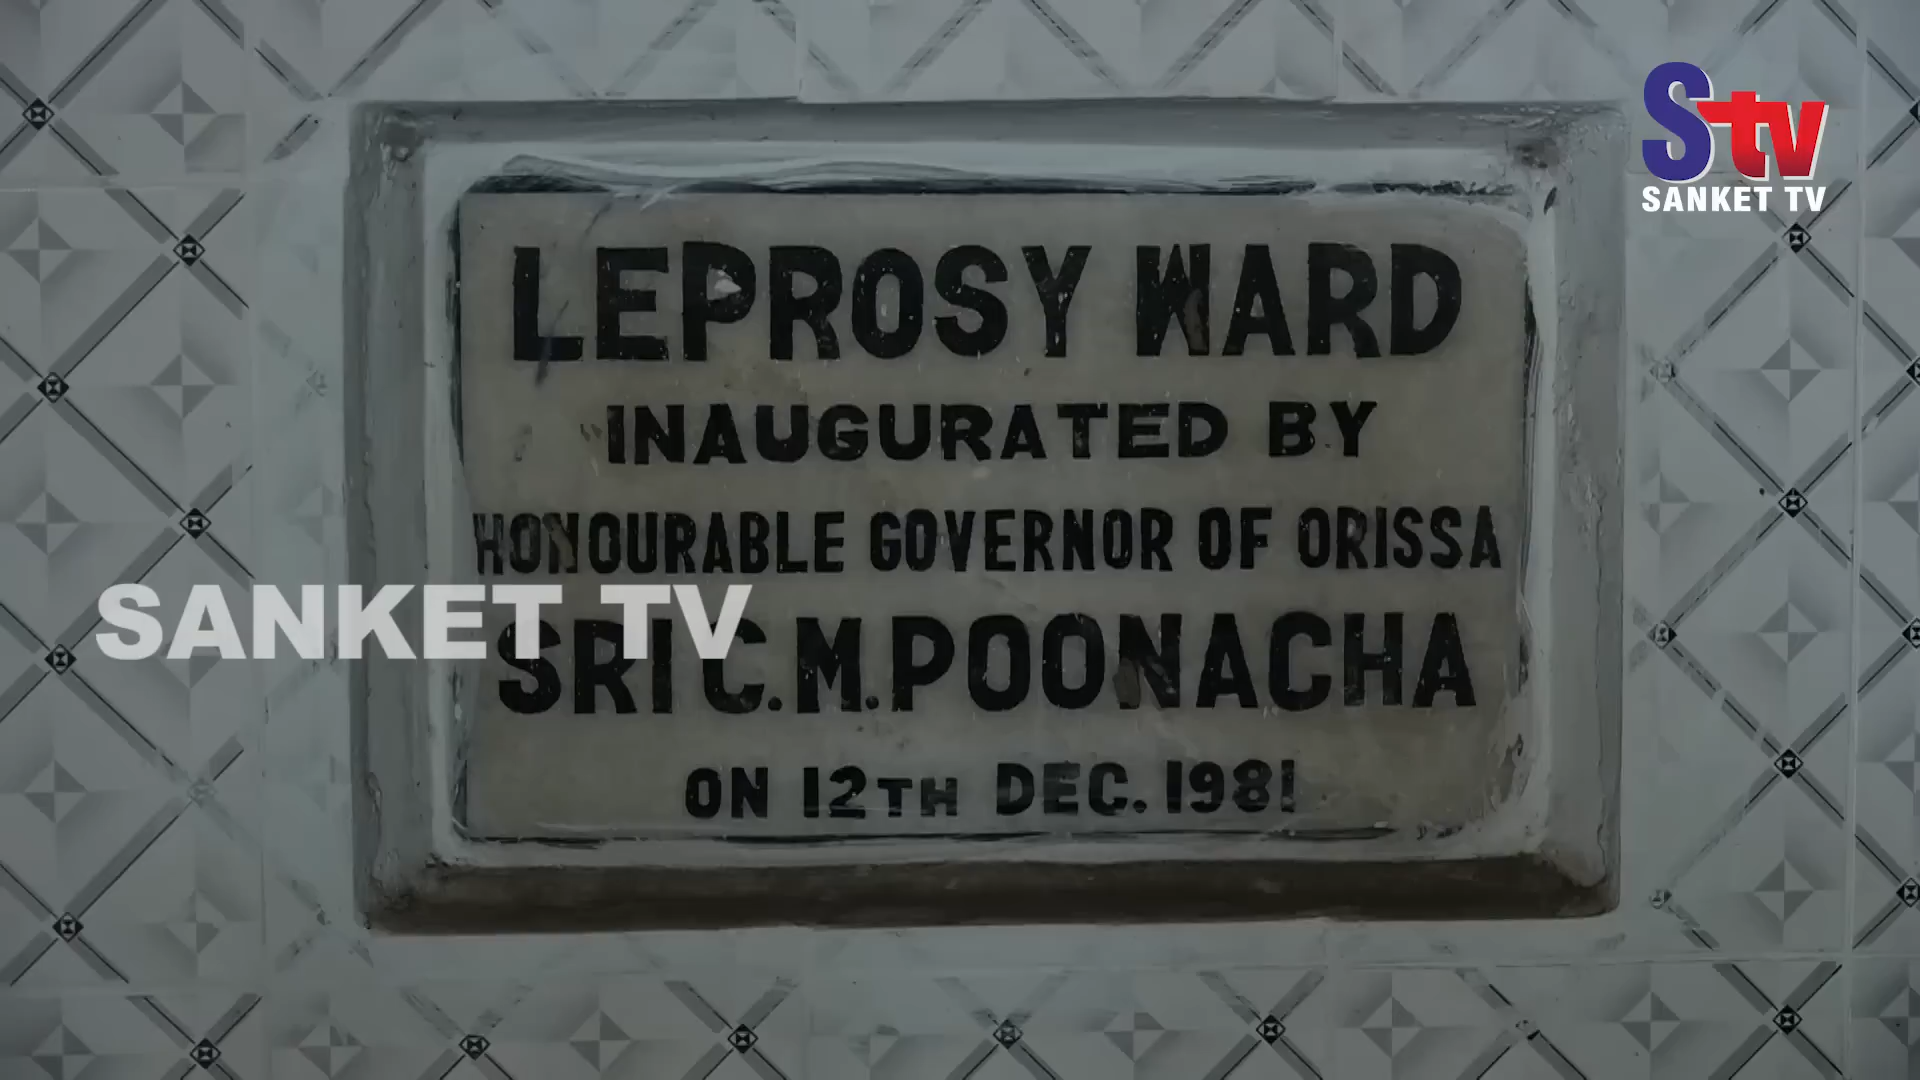 Stv
SANKET TV
LEPROSY WARD
INAUGURATED BY
HONOURABLE GOVERNOR OF ORISSA
SANKET TV
SRI C.M.POONACHA
ON 12TH DEC. 1981